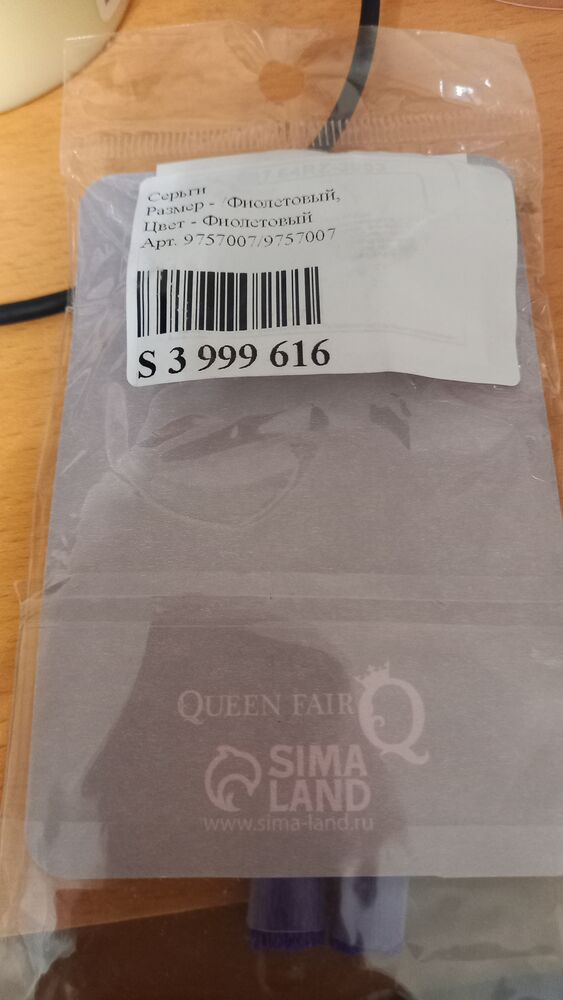 Серьги
Размер - /Фиолетовый,
Цвет - Фиолетовый
Арт. 9757007/9757007
S 3 999 616
QUEEN FAIR Q
SIMA
LAND
www.sima-land.ru